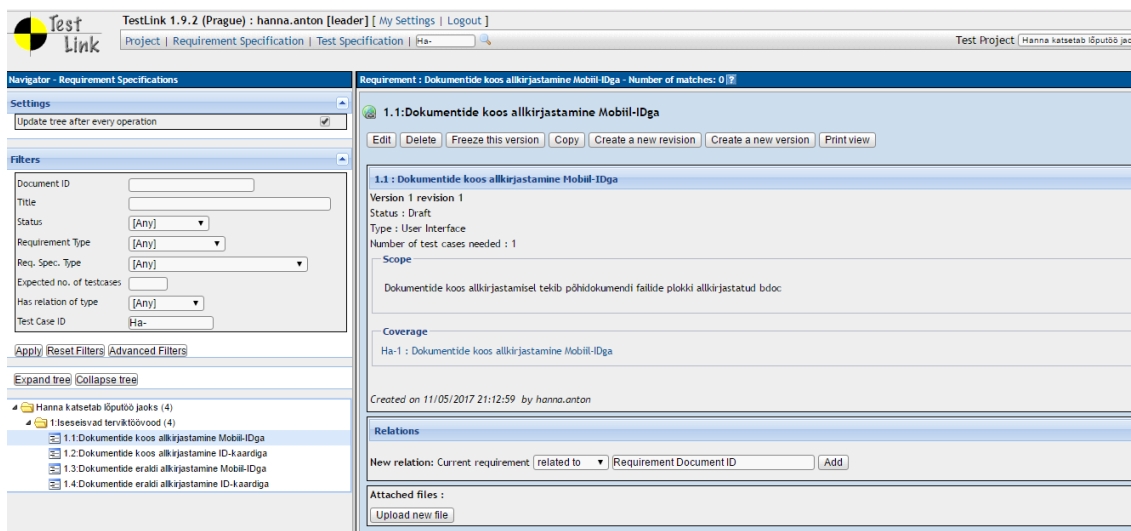 Test Link
TestLink 1.9.2 (Prague) : hanna.anton [leader] [ My Settings | Logout ]
Project | Requirement Specification | Test Specification | Ha-
Test Project Hanna katsetab lõputöö jao
Navigator - Requirement Specifications
Settings
Update tree after every operation
Filters
Document ID
Title
Status [Any]
Requirement Type [Any]
Req. Spec. Type [Any]
Expected no. of testcases
Has relation of type [Any]
Test Case ID Ha-
Apply Reset Filters Advanced Filters
Expand tree Collapse tree
Hanna katsetab lõputöö jaoks (4)
1:Iseseisvad terviktöövood (4)
1.1:Dokumentide koos allkirjastamine Mobiil-IDga
1.2:Dokumentide koos allkirjastamine ID-kaardiga
1.3:Dokumentide eraldi allkirjastamine Mobiil-IDga
1.4:Dokumentide eraldi allkirjastamine ID-kaardiga
Requirement : Dokumentide koos allkirjastamine Mobiil-IDga - Number of matches: 0 ?
1.1:Dokumentide koos allkirjastamine Mobiil-IDga
Edit Delete Freeze this version Copy Create a new revision Create a new version Print view
1.1 : Dokumentide koos allkirjastamine Mobiil-IDga
Version 1 revision 1
Status : Draft
Type : User Interface
Number of test cases needed : 1
Scope
Dokumentide koos allkirjastamisel tekib põhidokumendi failide plokki allkirjastatud bdoc
Coverage
Ha-1 : Dokumentide koos allkirjastamine Mobiil-IDga
Created on 11/05/2017 21:12:59 by hanna.anton
Relations
New relation: Current requirement related to Requirement Document ID Add
Attached files :
Upload new file